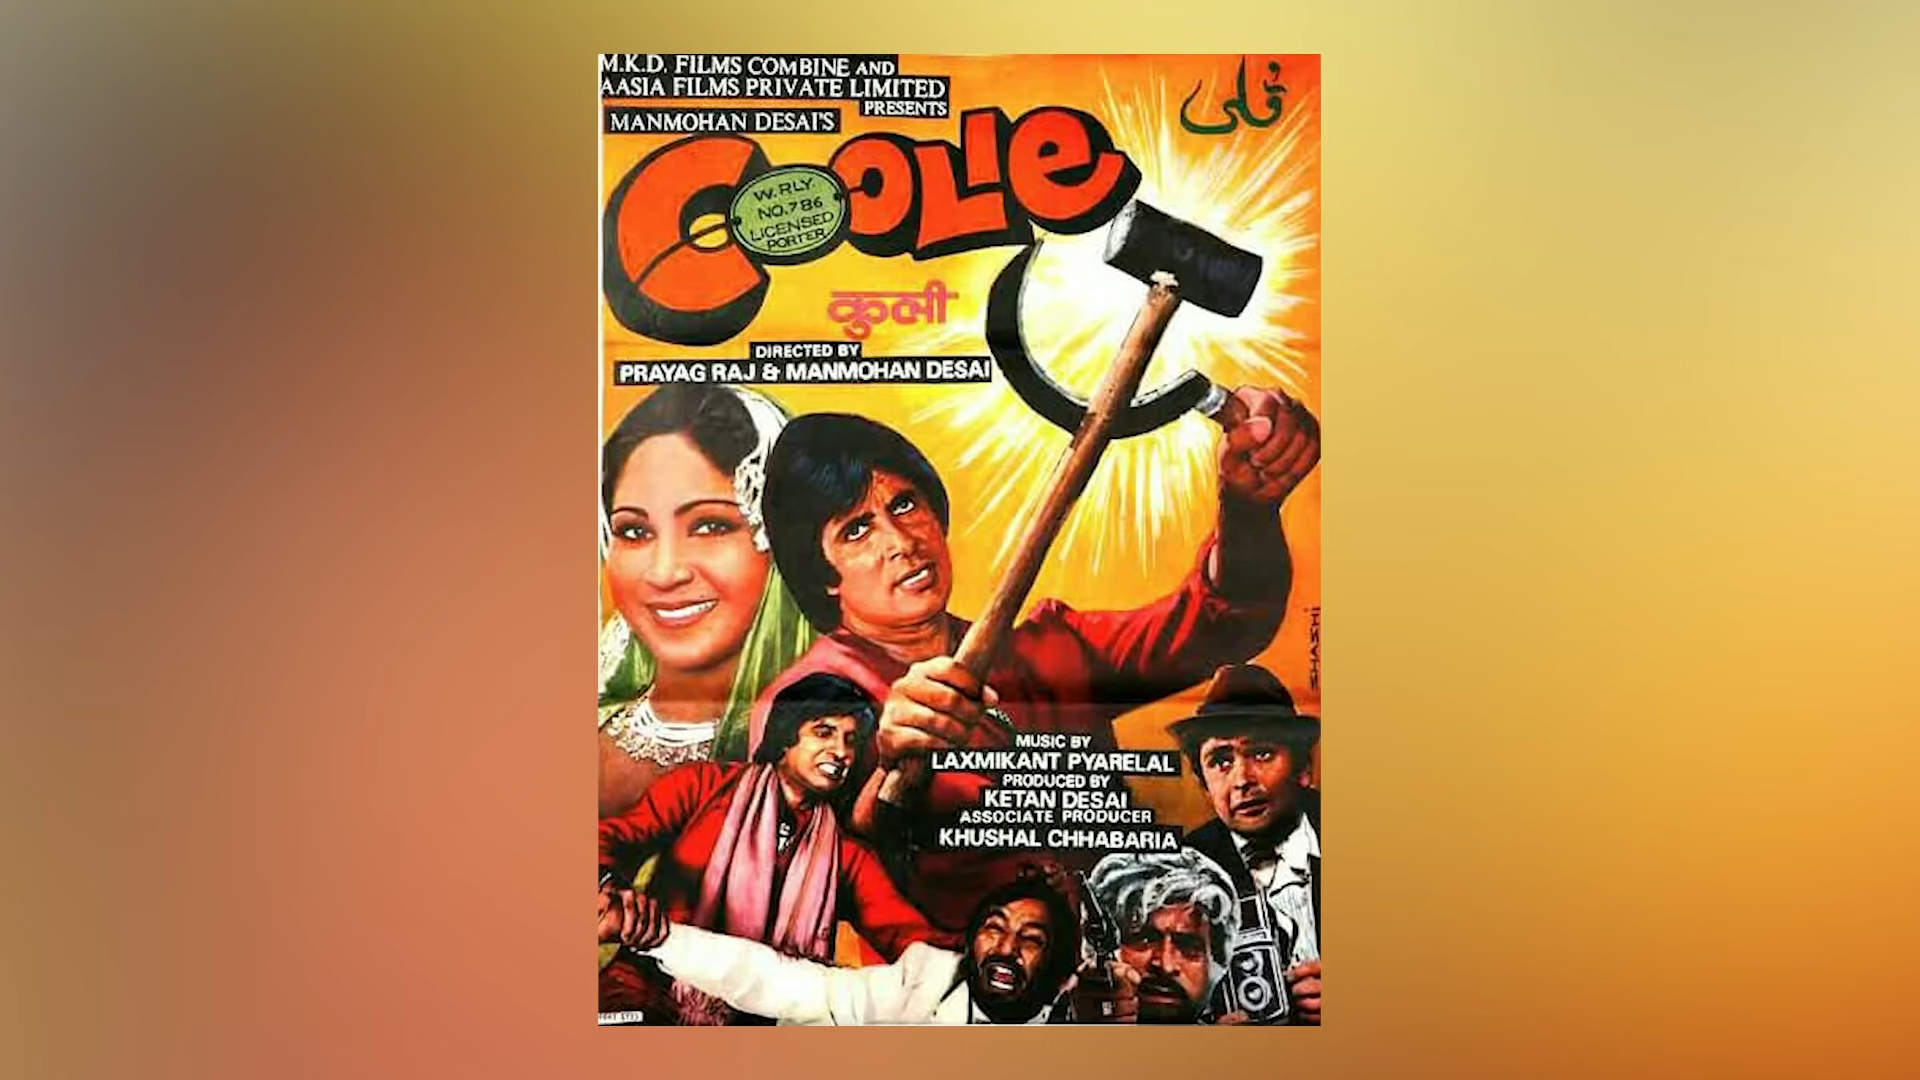 M.K.D. FILMS COMBINE AND
AASIA FILMS PRIVATE LIMITED
PRESENTS
MANMOHAN DESAI'S
قلی
COOLIE
W.RLY.
NO.786
LICENSED
PORTER
कुली
DIRECTED BY
PRAYAG RAJ & MANMOHAN DESAI
SHASHI
MUSIC BY
LAXMIKANT PYARELAL
PRODUCED BY
KETAN DESAI
ASSOCIATE PRODUCER
KHUSHAL CHHABARIA